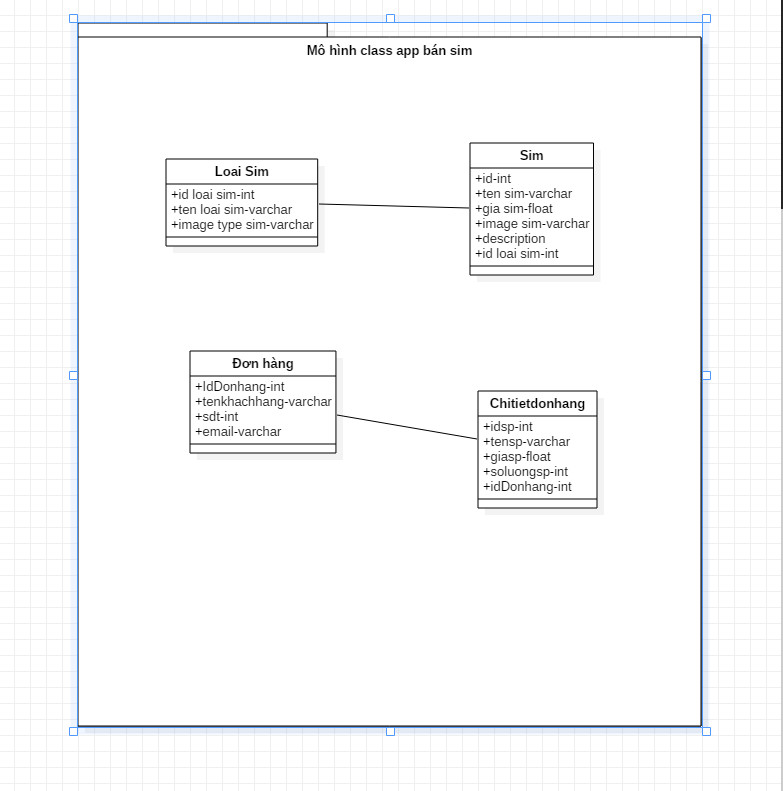 Mô hình class app bán sim
Loai Sim
+id loai sim-int
+ten loai sim-varchar
+image type sim-varchar
Sim
+id-int
+ten sim-varchar
+gia sim-float
+image sim-varchar
+description
+id loai sim-int
Đơn hàng
+IdDonhang-int
+tenkhachhang-varchar
+sdt-int
+email-varchar
Chitietdonhang
+idsp-int
+tensp-varchar
+giasp-float
+soluongsp-int
+idDonhang-int